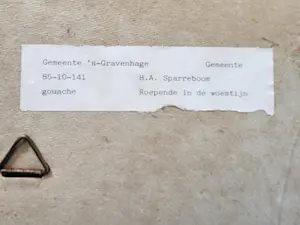 Gemeente 's-Gravenhage Gemeente
85-10-141 H.A. Sparreboom
gouache Roepende in de woestijn